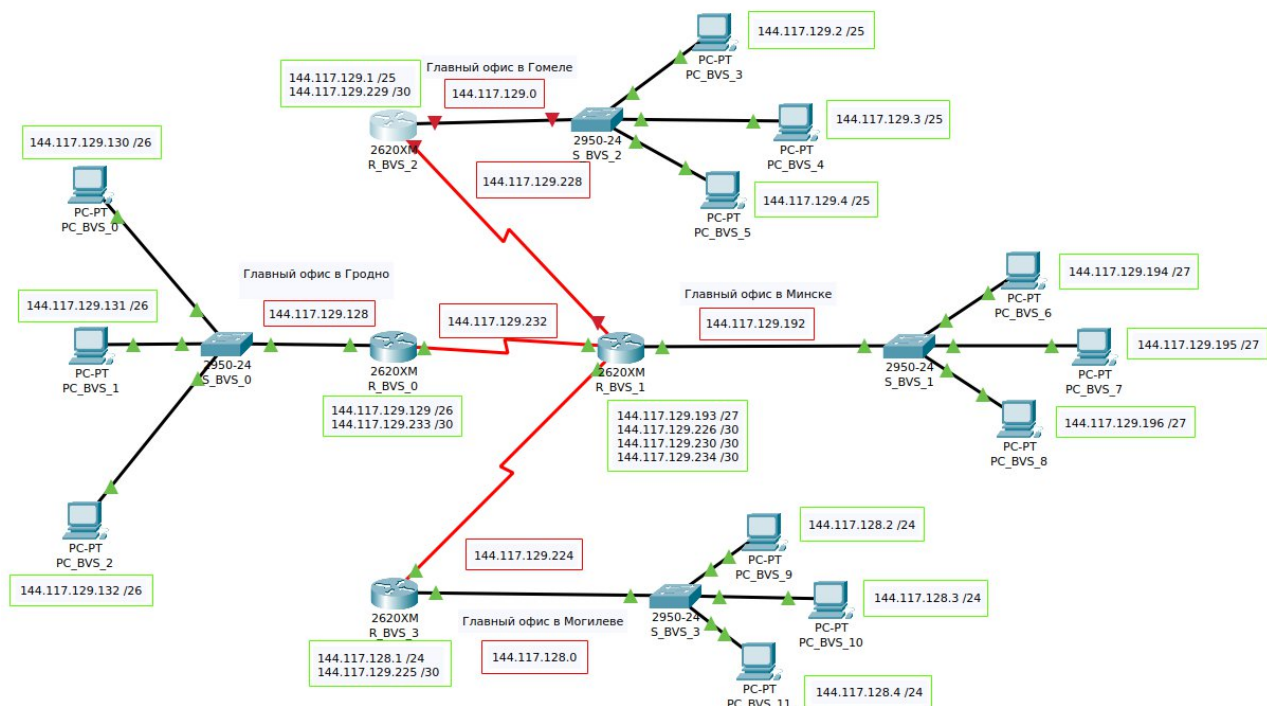 144.117.129.1 /25
144.117.129.229 /30
Главный офис в Гомеле
144.117.129.0
2620XM
R_BVS_2
2950-24
S_BVS_2
144.117.129.2 /25
PC-PT
PC_BVS_3
144.117.129.3 /25
PC-PT
PC_BVS_4
144.117.129.4 /25
PC-PT
PC_BVS_5
144.117.129.228
144.117.129.130 /26
PC-PT
PC_BVS_0
144.117.129.131 /26
PC-PT
PC_BVS_1
PC-PT
PC_BVS_2
144.117.129.132 /26
Главный офис в Гродно
144.117.129.128
2950-24
S_BVS_0
2620XM
R_BVS_0
144.117.129.129 /26
144.117.129.233 /30
144.117.129.232
Главный офис в Минске
144.117.129.192
2620XM
R_BVS_1
144.117.129.193 /27
144.117.129.226 /30
144.117.129.230 /30
144.117.129.234 /30
2950-24
S_BVS_1
144.117.129.194 /27
PC-PT
PC_BVS_6
144.117.129.195 /27
PC-PT
PC_BVS_7
144.117.129.196 /27
PC-PT
PC_BVS_8
144.117.129.224
2620XM
R_BVS_3
144.117.128.1 /24
144.117.129.225 /30
Главный офис в Могилеве
144.117.128.0
2950-24
S_BVS_3
144.117.128.2 /24
PC-PT
PC_BVS_9
144.117.128.3 /24
PC-PT
PC_BVS_10
144.117.128.4 /24
PC-PT
PC_BVS_11